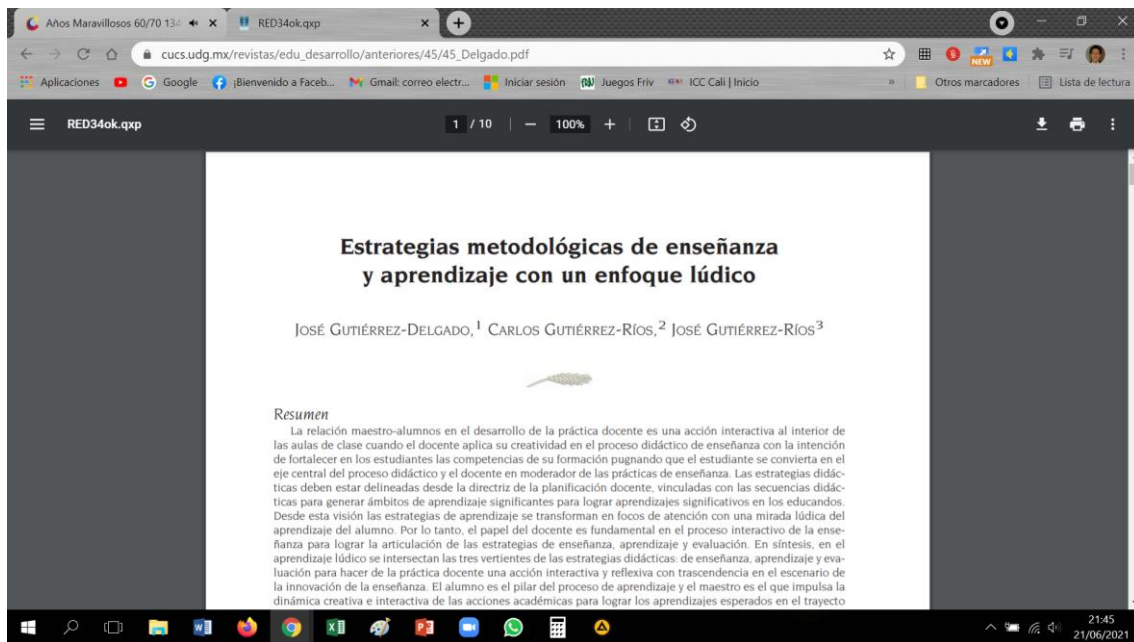 Años Maravillosos 60/70 134
RED34ok.qxp
cucs.udg.mx/revistas/edu_desarrollo/anteriores/45/45_Delgado.pdf
NEW
Aplicaciones
Google
¡Bienvenido a Faceb...
Gmail: correo electr...
Iniciar sesión
Juegos Friv
ICC Cali | Inicio
»
Otros marcadores
Lista de lectura
RED34ok.qxp
1 / 10
100%
Estrategias metodológicas de enseñanza
y aprendizaje con un enfoque lúdico
JOSÉ GUTIÉRREZ-DELGADO,1 CARLOS GUTIÉRREZ-RÍOS,2 JOSÉ GUTIÉRREZ-RÍOS3
Resumen
La relación maestro-alumnos en el desarrollo de la práctica docente es una acción interactiva al interior de
las aulas de clase cuando el docente aplica su creatividad en el proceso didáctico de enseñanza con la intención
de fortalecer en los estudiantes las competencias de su formación pugnando que el estudiante se convierta en el
eje central del proceso didáctico y el docente en moderador de las prácticas de enseñanza. Las estrategias didác-
ticas deben estar delineadas desde la directriz de la planificación docente, vinculadas con las secuencias didác-
ticas para generar ámbitos de aprendizaje significantes para lograr aprendizajes significativos en los educandos.
Desde esta visión las estrategias de aprendizaje se transforman en focos de atención con una mirada lúdica del
aprendizaje del alumno. Por lo tanto, el papel del docente es fundamental en el proceso interactivo de la ense-
ñanza para lograr la articulación de las estrategias de enseñanza, aprendizaje y evaluación. En síntesis, en el
aprendizaje lúdico se intersectan las tres vertientes de las estrategias didácticas: de enseñanza, aprendizaje y eva-
luación para hacer de la práctica docente una acción interactiva y reflexiva con trascendencia en el escenario de
la innovación de la enseñanza. El alumno es el pilar del proceso de aprendizaje y el maestro es el que impulsa la
dinámica creativa e interactiva de las acciones académicas para lograr los aprendizajes esperados en el trayecto
21:45
21/06/2021